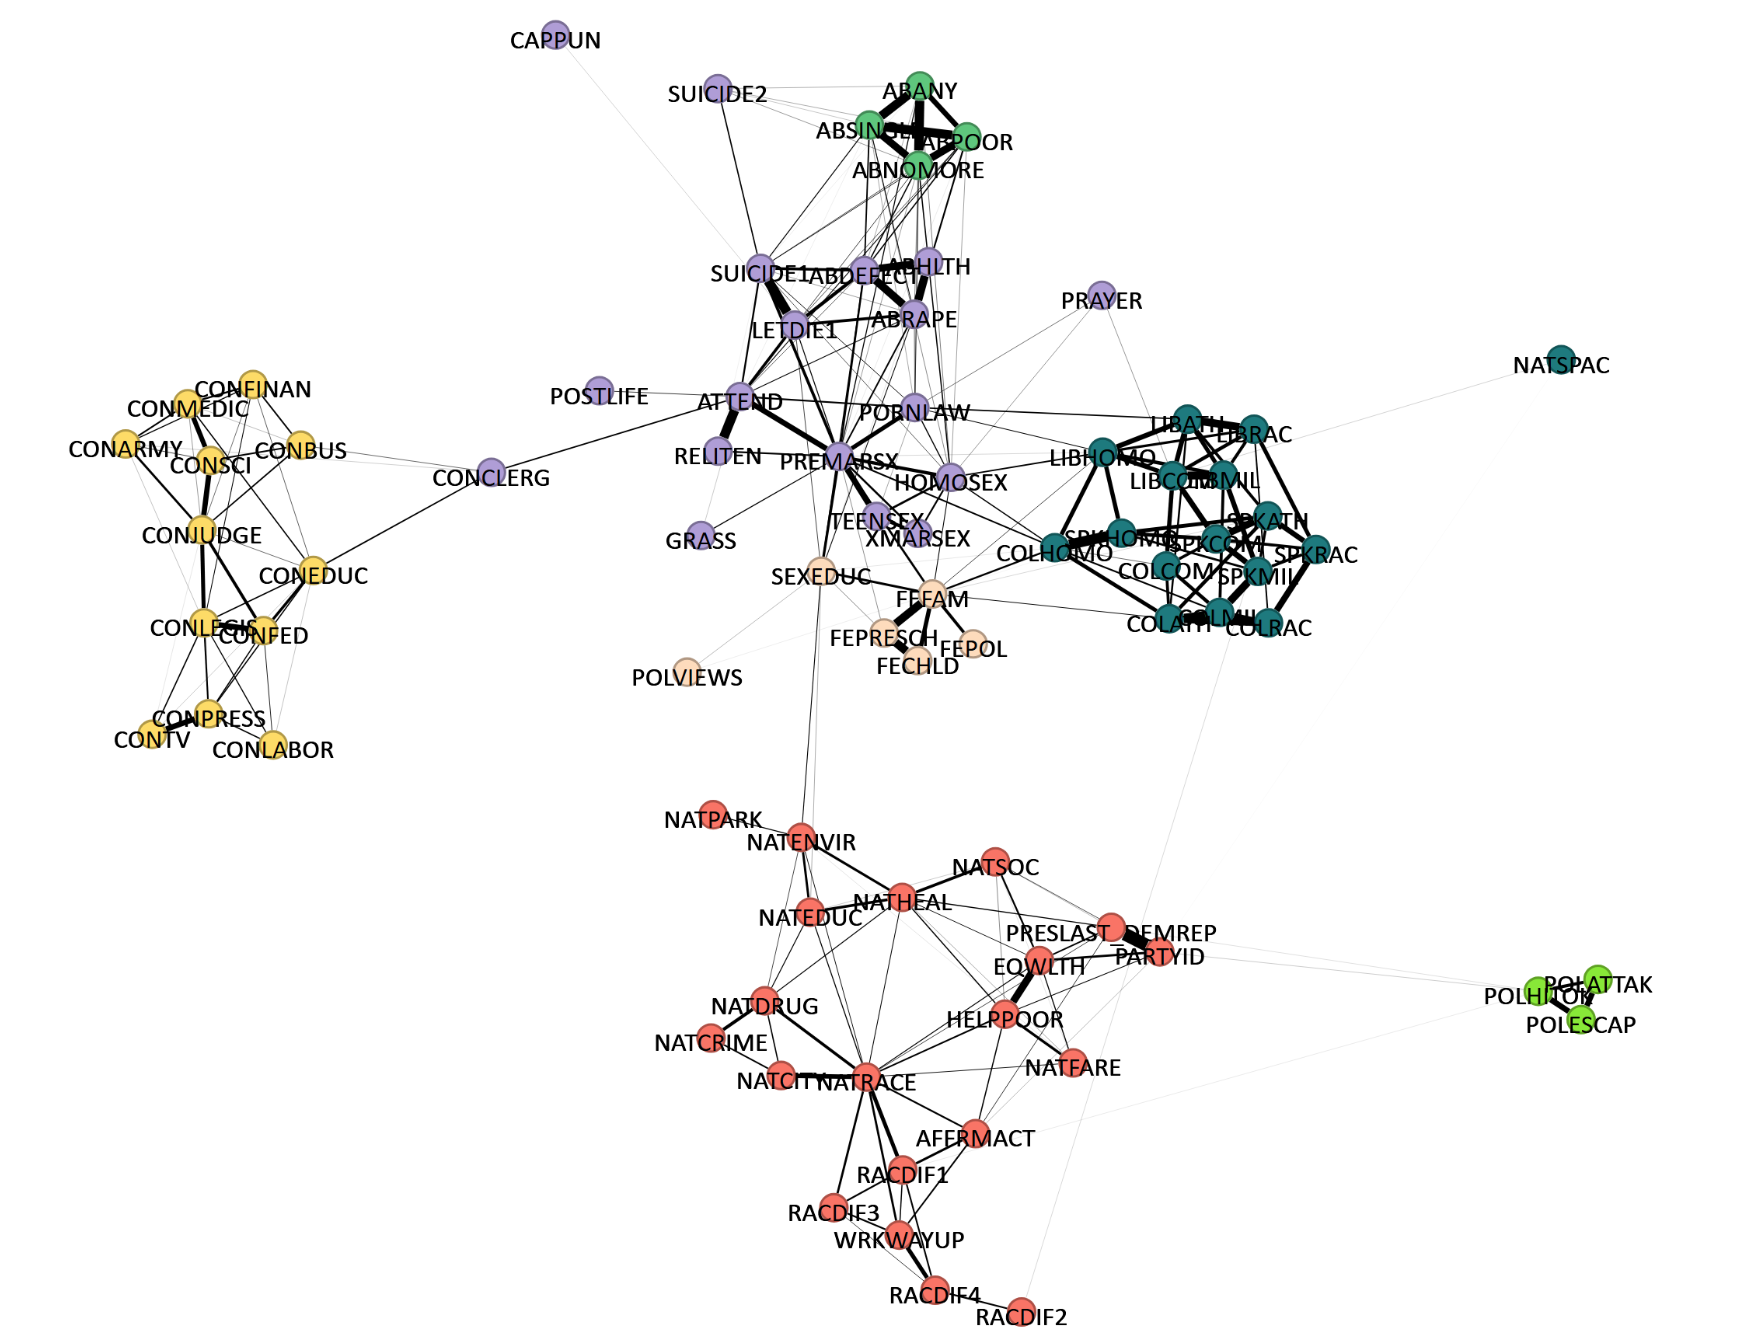 CAPPUN
SUICIDE2
ABANY
ABSINGLE
ABPOOR
ABNOMORE
SUICIDE1
ABDEFECT
ABHLTH
PRAYER
ABRAPE
LETDIE1
NATSPAC
CONFINAN
CONMEDIC
POSTLIFE
ATTEND
PORNLAW
LIBATH
LIBRAC
CONARMY
CONBUS
CONSCI
RELITEN
PREMARSX
LIBHOMO
CONCLERG
HOMOSEX
LIBCOM
LIBMIL
TEENSEX
SPKATH
CONJUDGE
GRASS
XMARSEX
SPKHOMO
SPKCOM
COLHOMO
SPKRAC
CONEDUC
SEXEDUC
COLCOM
SPKMIL
FEFAM
CONLEGIS
CONFED
COLATH
COLMIL
COLRAC
FEPRESCH
FEPOL
FECHLD
POLVIEWS
CONPRESS
CONTV
CONLABOR
NATPARK
NATENVIR
NATSOC
NATHEAL
NATEDUC
PRESLAST_DEMREP
PARTYID
EQWLTH
POLATTAK
POLHITOK
POLESCAP
NATDRUG
HELPPOOR
NATCRIME
NATFARE
NATCITY
NATRACE
AFFRMACT
RACDIF1
RACDIF3
WRKWAYUP
RACDIF4
RACDIF2